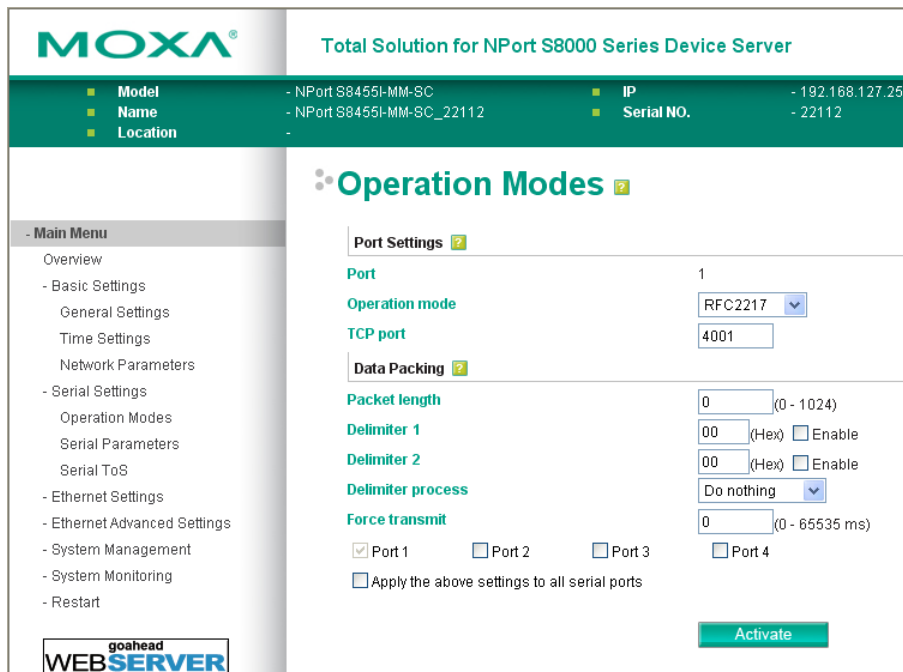 MOXA®
Total Solution for NPort S8000 Series Device Server
Model - NPort S8455I-MM-SC IP - 192.168.127.25
Name - NPort S8455I-MM-SC_22112 Serial NO. - 22112
Location -
Operation Modes
- Main Menu
Overview
- Basic Settings
General Settings
Time Settings
Network Parameters
- Serial Settings
Operation Modes
Serial Parameters
Serial ToS
- Ethernet Settings
- Ethernet Advanced Settings
- System Management
- System Monitoring
- Restart
goahead
WEBSERVER
Port Settings
Port 1
Operation mode RFC2217
TCP port 4001
Data Packing
Packet length 0 (0 - 1024)
Delimiter 1 00 (Hex) Enable
Delimiter 2 00 (Hex) Enable
Delimiter process Do nothing
Force transmit 0 (0 - 65535 ms)
Port 1 Port 2 Port 3 Port 4
Apply the above settings to all serial ports
Activate